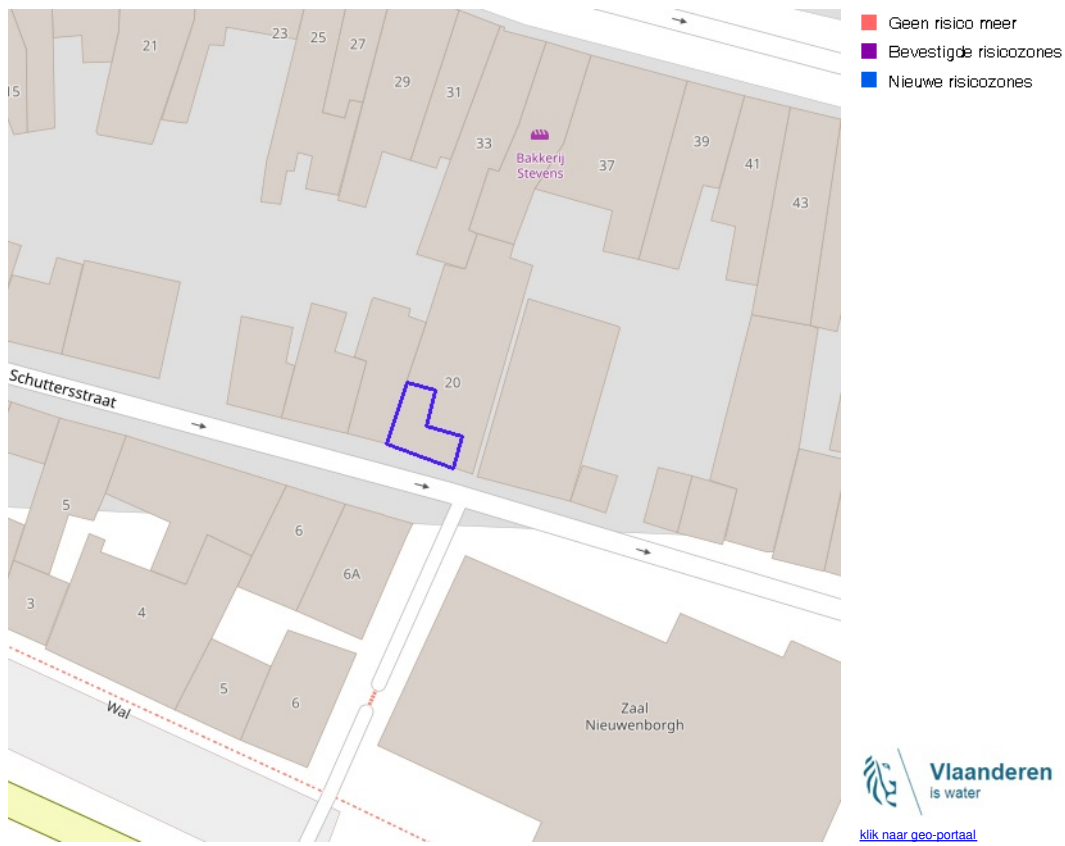 21
23
25
27
29
31
33
Bakkerij
Stevens
37
39
41
43
15
20
Schuttersstraat
5
6
6A
3
4
5
6
Wal
Zaal
Nieuwenborgh
Geen risico meer
Bevestigde risicozones
Nieuwe risicozones
Vlaanderen
is water
klik naar geo-portaal